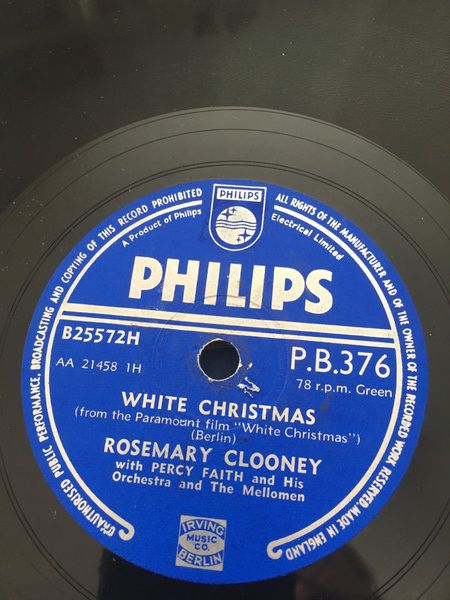 UNAUTHORISED PUBLIC PERFORMANCE, BROADCASTING AND COPYING OF THIS RECORD PROHIBITED
ALL RIGHTS OF THE MANUFACTURER AND OF THE OWNER OF THE RECORDED WORK RESERVED. MADE IN ENGLAND
A Product of Philips
PHILIPS
Electrical Limited
PHILIPS
B25572H
P.B.376
AA 21458 1H
78 r.p.m. Green
WHITE CHRISTMAS
(from the Paramount film "White Christmas")
(Berlin)
ROSEMARY CLOONEY
with PERCY FAITH and His
Orchestra and The Mellomen
IRVING
MUSIC
CO.
BERLIN